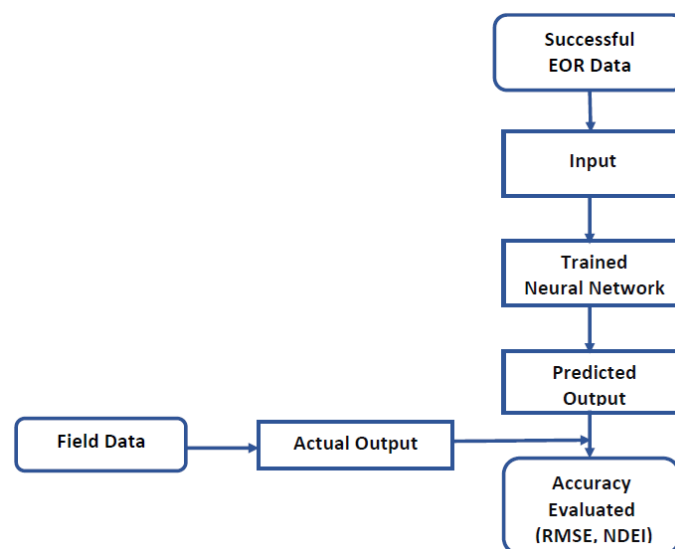 Successful
EOR Data
Input
Trained
Neural Network
Predicted
Output
Field Data
Actual Output
Accuracy
Evaluated
(RMSE, NDEI)